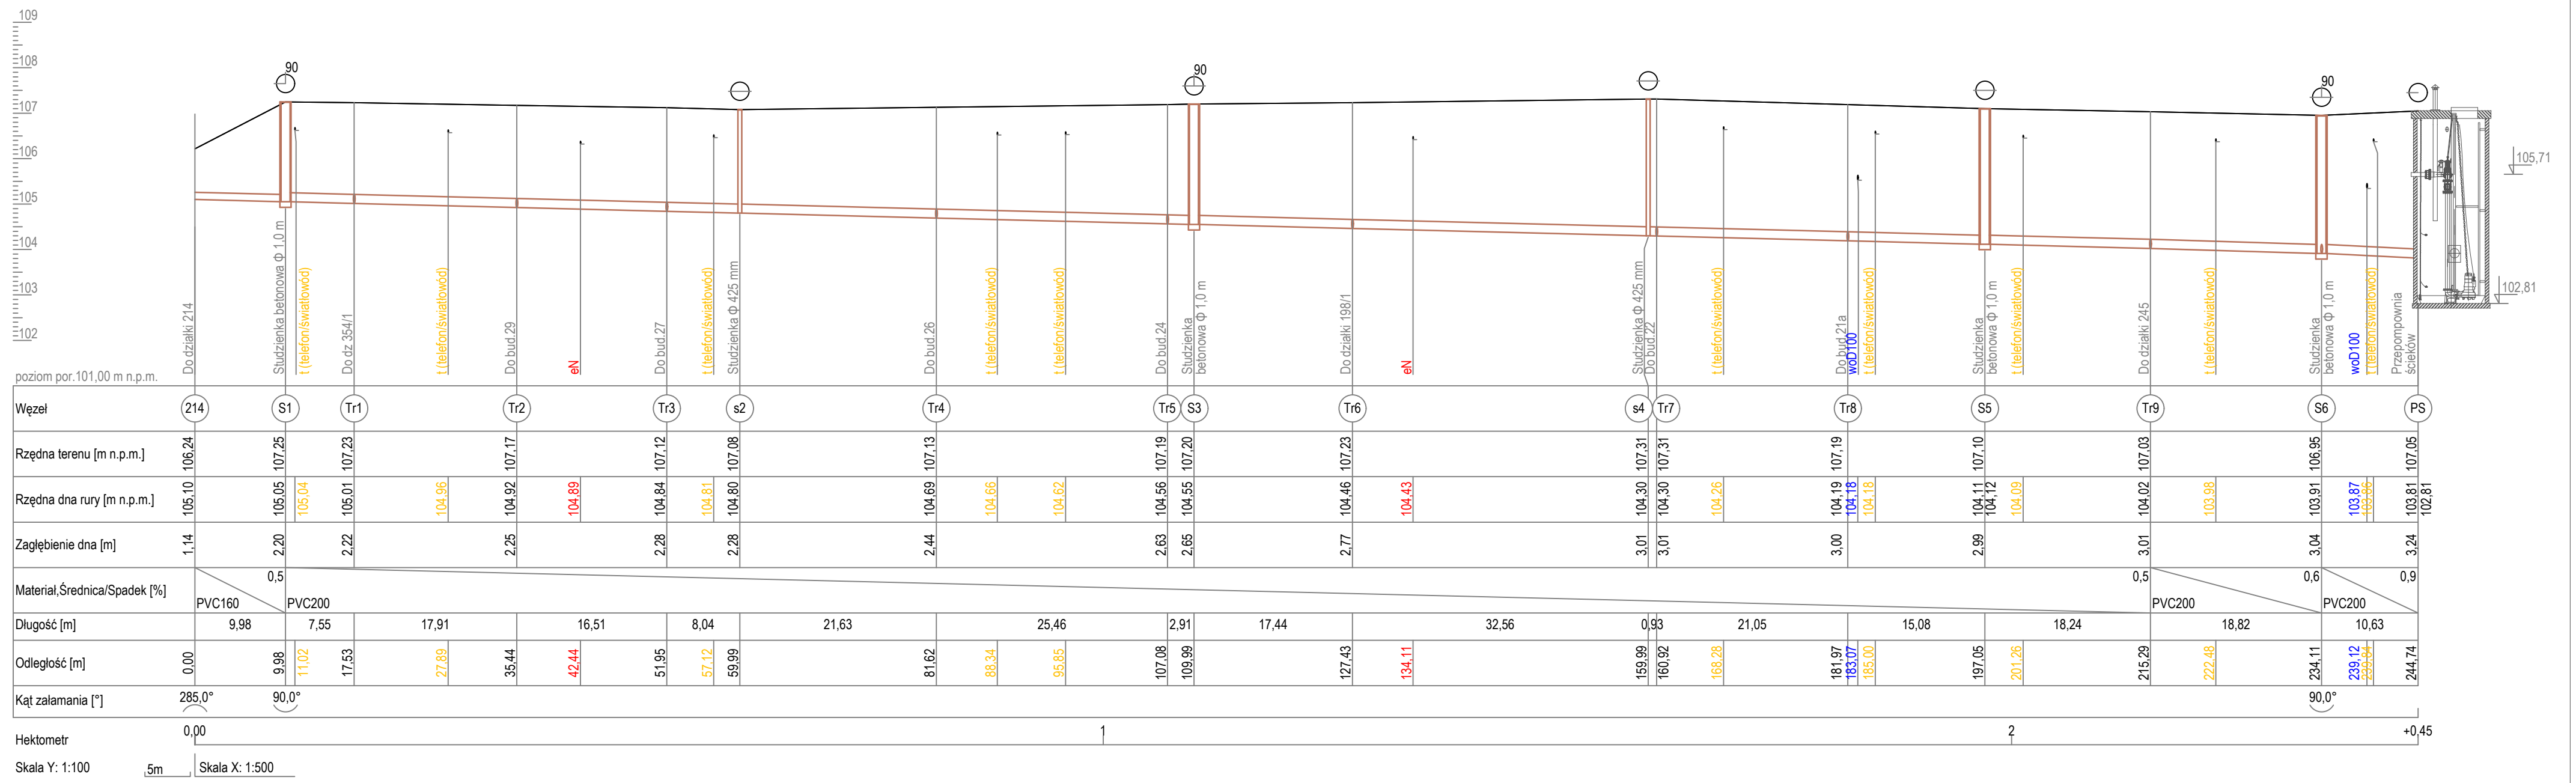 109
108
107
106
105
104
103
102
90
90
90
105,71
102,81
Do działki 214
Studzienka betonowa Φ 1,0 m
t (telefon/światłowód)
Do dz 354/1
t (telefon/światłowód)
Do bud.29
eN
Do bud.27
t (telefon/światłowód)
Studzienka Φ 425 mm
Do bud.26
t (telefon/światłowód)
t (telefon/światłowód)
Do bud.24
Studzienka
betonowa Φ 1,0 m
Do działki 198/1
eN
Studzienka Φ 425 mm
Do bud.22
t (telefon/światłowód)
Do bud.21a
woD100
t (telefon/światłowód)
Studzienka
betonowa Φ 1,0 m
t (telefon/światłowód)
Do działki 245
t (telefon/światłowód)
Studzienka
betonowa Φ 1,0 m
woD100
t (telefon/światłowód)
Przepompownia
ścieków
poziom por.101,00 m n.p.m.
Węzeł 214 S1 Tr1 Tr2 Tr3 s2 Tr4 Tr5 S3 Tr6 s4 Tr7 Tr8 S5 Tr9 S6 PS
Rzędna terenu [m n.p.m.] 106,24 107,25 107,23 107,17 107,12 107,08 107,13 107,19 107,20 107,23 107,31 107,31 107,19 107,10 107,03 106,95 107,05
Rzędna dna rury [m n.p.m.] 105,10 105,05 105,04 105,01 104,96 104,92 104,89 104,84 104,81 104,80 104,69 104,66 104,62 104,56 104,55 104,46 104,43 104,30 104,30 104,26 104,19 104,18 104,18 104,11 104,12 104,09 104,02 103,98 103,91 103,87 103,86 103,81 102,81
Zagłębienie dna [m] 1,14 2,20 2,22 2,25 2,28 2,28 2,44 2,63 2,65 2,77 3,01 3,01 3,00 2,99 3,01 3,04 3,24
Materiał,Średnica/Spadek [%] PVC160 0,5 PVC200 0,5 PVC200 0,6 PVC200 0,9
Długość [m] 9,98 7,55 17,91 16,51 8,04 21,63 25,46 2,91 17,44 32,56 0,93 21,05 15,08 18,24 18,82 10,63
Odległość [m] 0,00 9,98 11,02 17,53 27,89 35,44 42,44 51,95 57,12 59,99 81,62 88,34 95,85 107,08 109,99 127,43 134,11 159,99 160,92 168,28 181,97 183,07 185,00 197,05 201,26 215,29 222,48 234,11 239,12 244,74
Kąt załamania [°] 285,0° 90,0° 90,0°
Hektometr 0,00 1 2 +0,45
Skala Y: 1:100 5m Skala X: 1:500